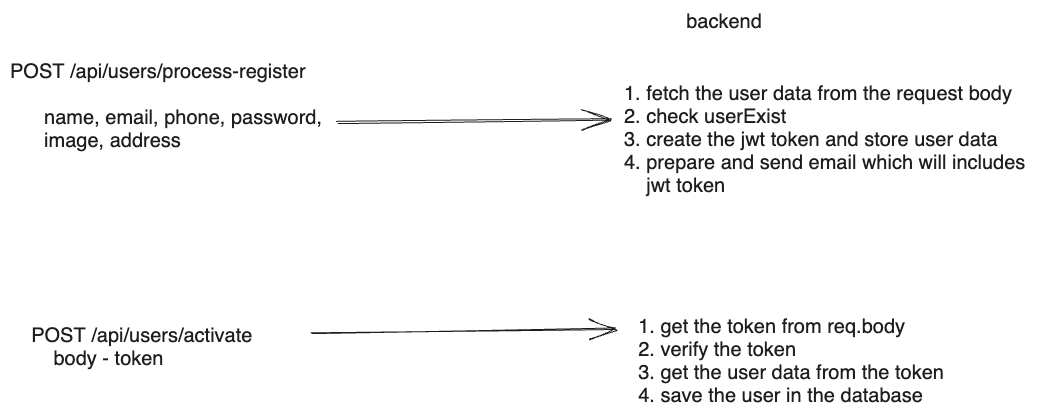 backend
POST /api/users/process-register
name, email, phone, password,
image, address
1. fetch the user data from the request body
2. check userExist
3. create the jwt token and store user data
4. prepare and send email which will includes
jwt token
POST /api/users/activate
body - token
1. get the token from req.body
2. verify the token
3. get the user data from the token
4. save the user in the database